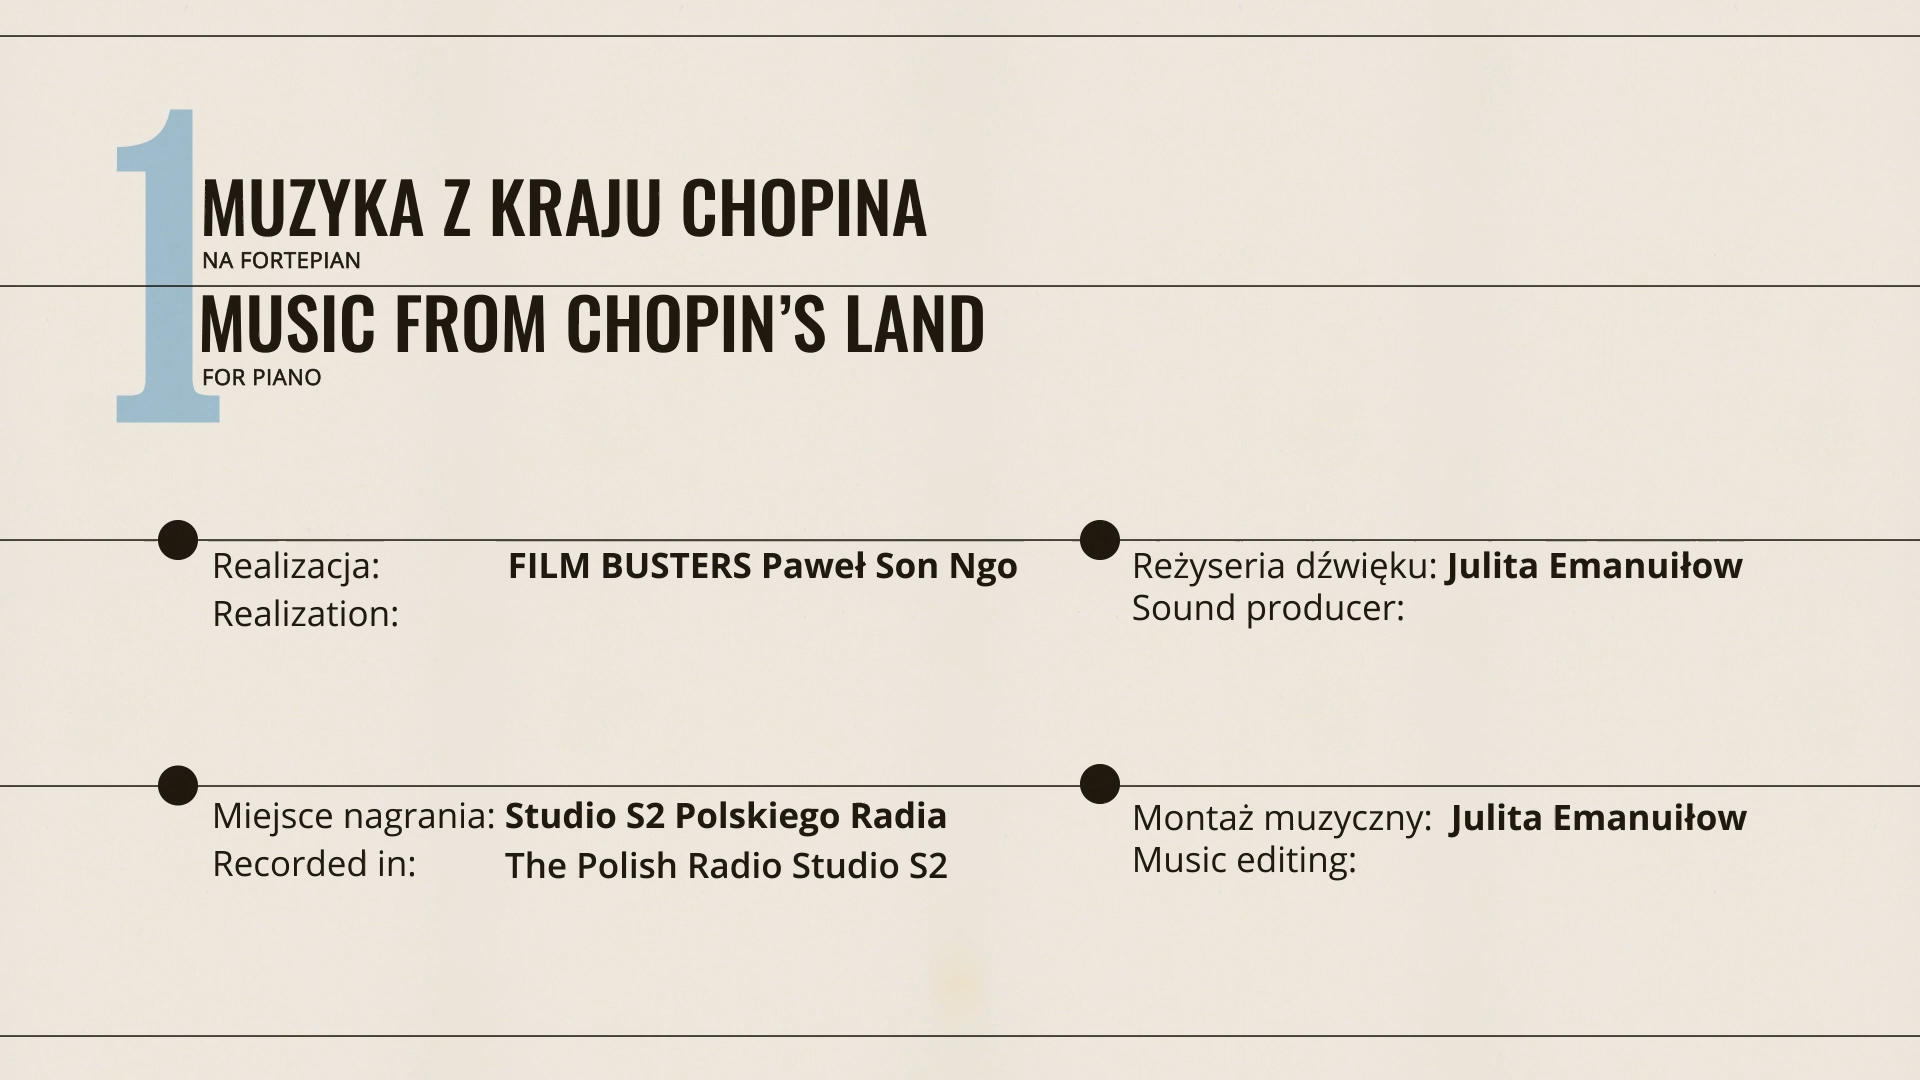 1
MUZYKA Z KRAJU CHOPINA
NA FORTEPIAN
MUSIC FROM CHOPIN’S LAND
FOR PIANO
Realizacja: FILM BUSTERS Paweł Son Ngo
Realization:
Reżyseria dźwięku: Julita Emanuiłow
Sound producer:
Miejsce nagrania: Studio S2 Polskiego Radia
Recorded in: The Polish Radio Studio S2
Montaż muzyczny: Julita Emanuiłow
Music editing: